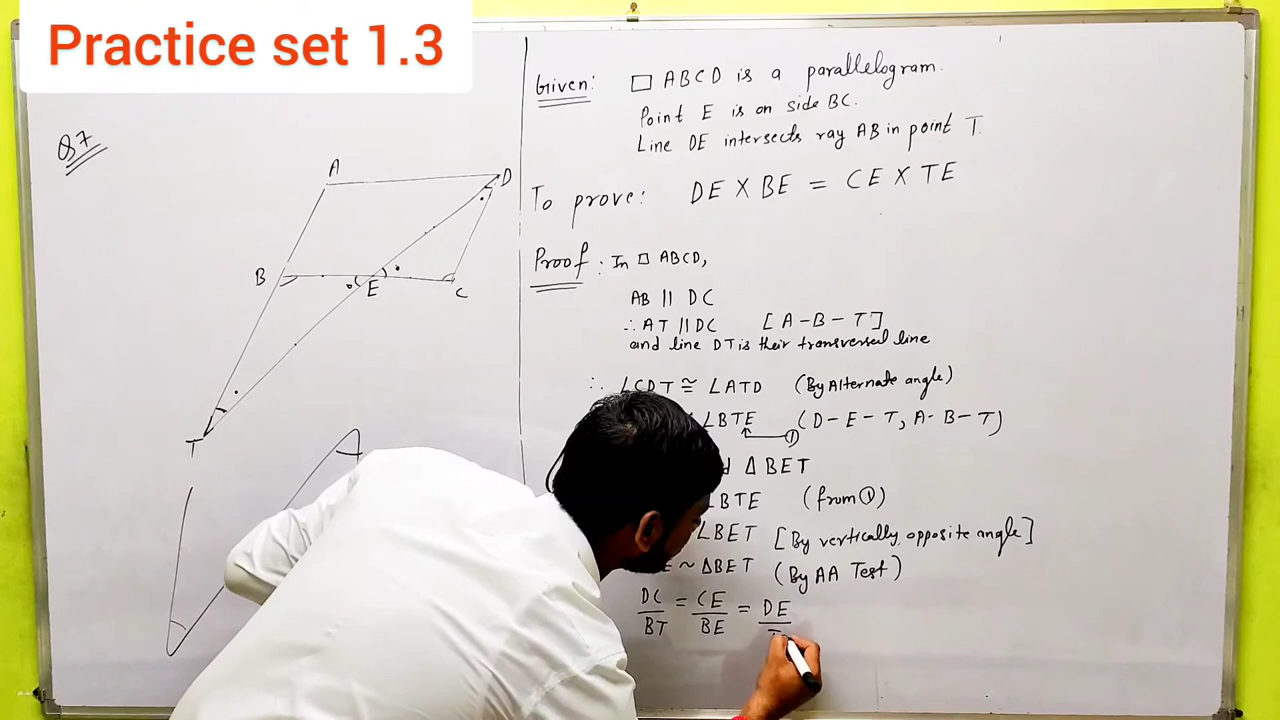 Practice set 1.3
Q7
A
D
B
E
C
T
Given: □ ABCD is a parallelogram.
Point E is on side BC.
Line DE intersects ray AB in point T.
To prove: DE X BE = CE X TE
Proof: In □ ABCD,
AB || DC
∴ AT || DC [A-B-T]
and line DT is their transversal line
∴ ∠CDT ≅ ∠ATD (By Alternate angle)
∠BTE (D-E-T, A-B-T)
①
Δ BET
∠BTE (from ①)
∠BET [By vertically opposite angle]
~ ΔBET (By AA Test)
DC/BT = CE/BE = DE